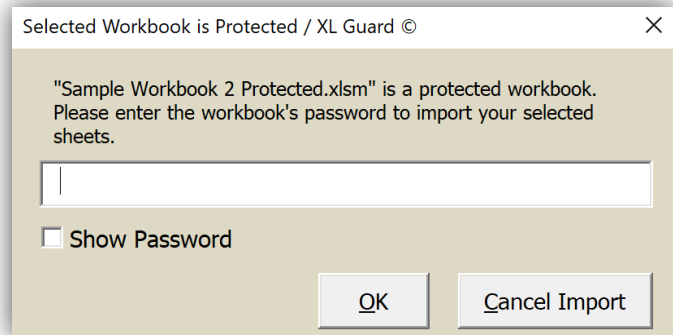 Selected Workbook is Protected / XL Guard ©
"Sample Workbook 2 Protected.xlsm" is a protected workbook.
Please enter the workbook's password to import your selected
sheets.
Show Password
OK
Cancel Import